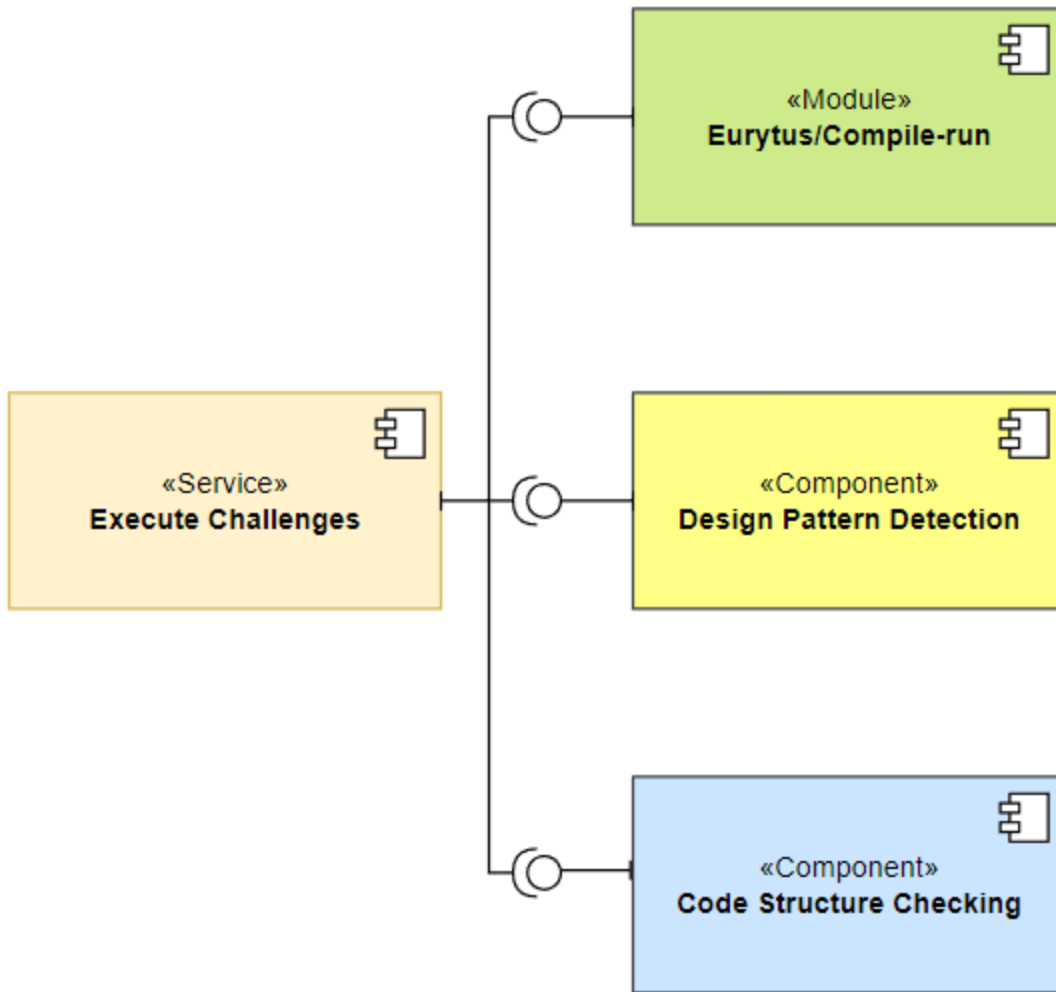 «Module»
Eurytus/Compile-run
«Service»
Execute Challenges
«Component»
Design Pattern Detection
«Component»
Code Structure Checking